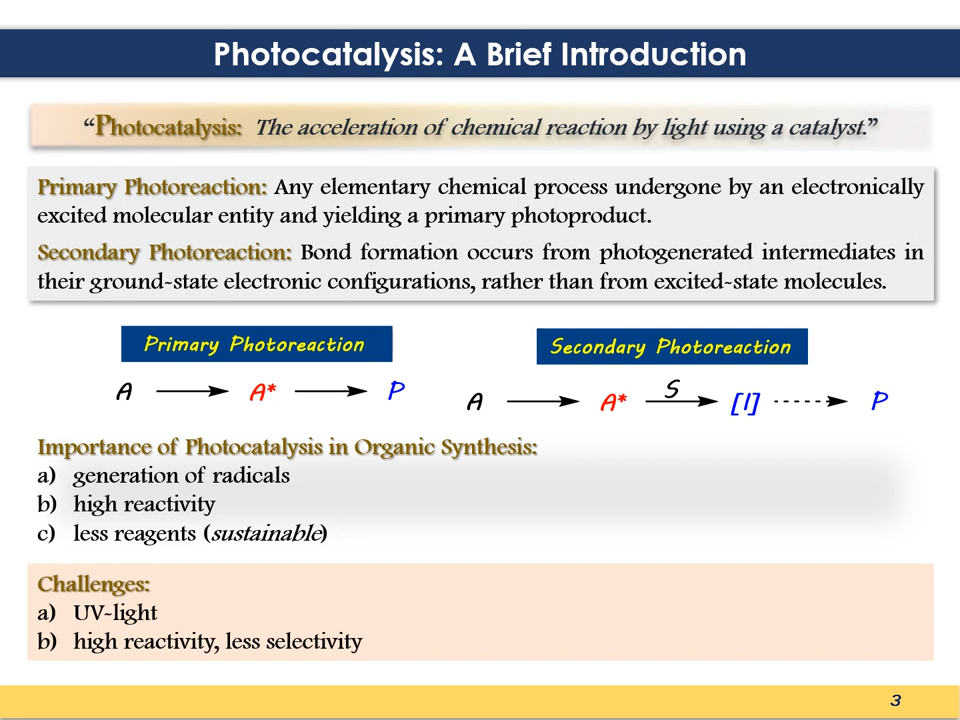 Photocatalysis: A Brief Introduction
“Photocatalysis: The acceleration of chemical reaction by light using a catalyst.”
Primary Photoreaction: Any elementary chemical process undergone by an electronically
excited molecular entity and yielding a primary photoproduct.
Secondary Photoreaction: Bond formation occurs from photogenerated intermediates in
their ground-state electronic configurations, rather than from excited-state molecules.
Primary Photoreaction
A A* P
Secondary Photoreaction
A A* S [I] P
Importance of Photocatalysis in Organic Synthesis:
a) generation of radicals
b) high reactivity
c) less reagents (sustainable)
Challenges:
a) UV-light
b) high reactivity, less selectivity
3